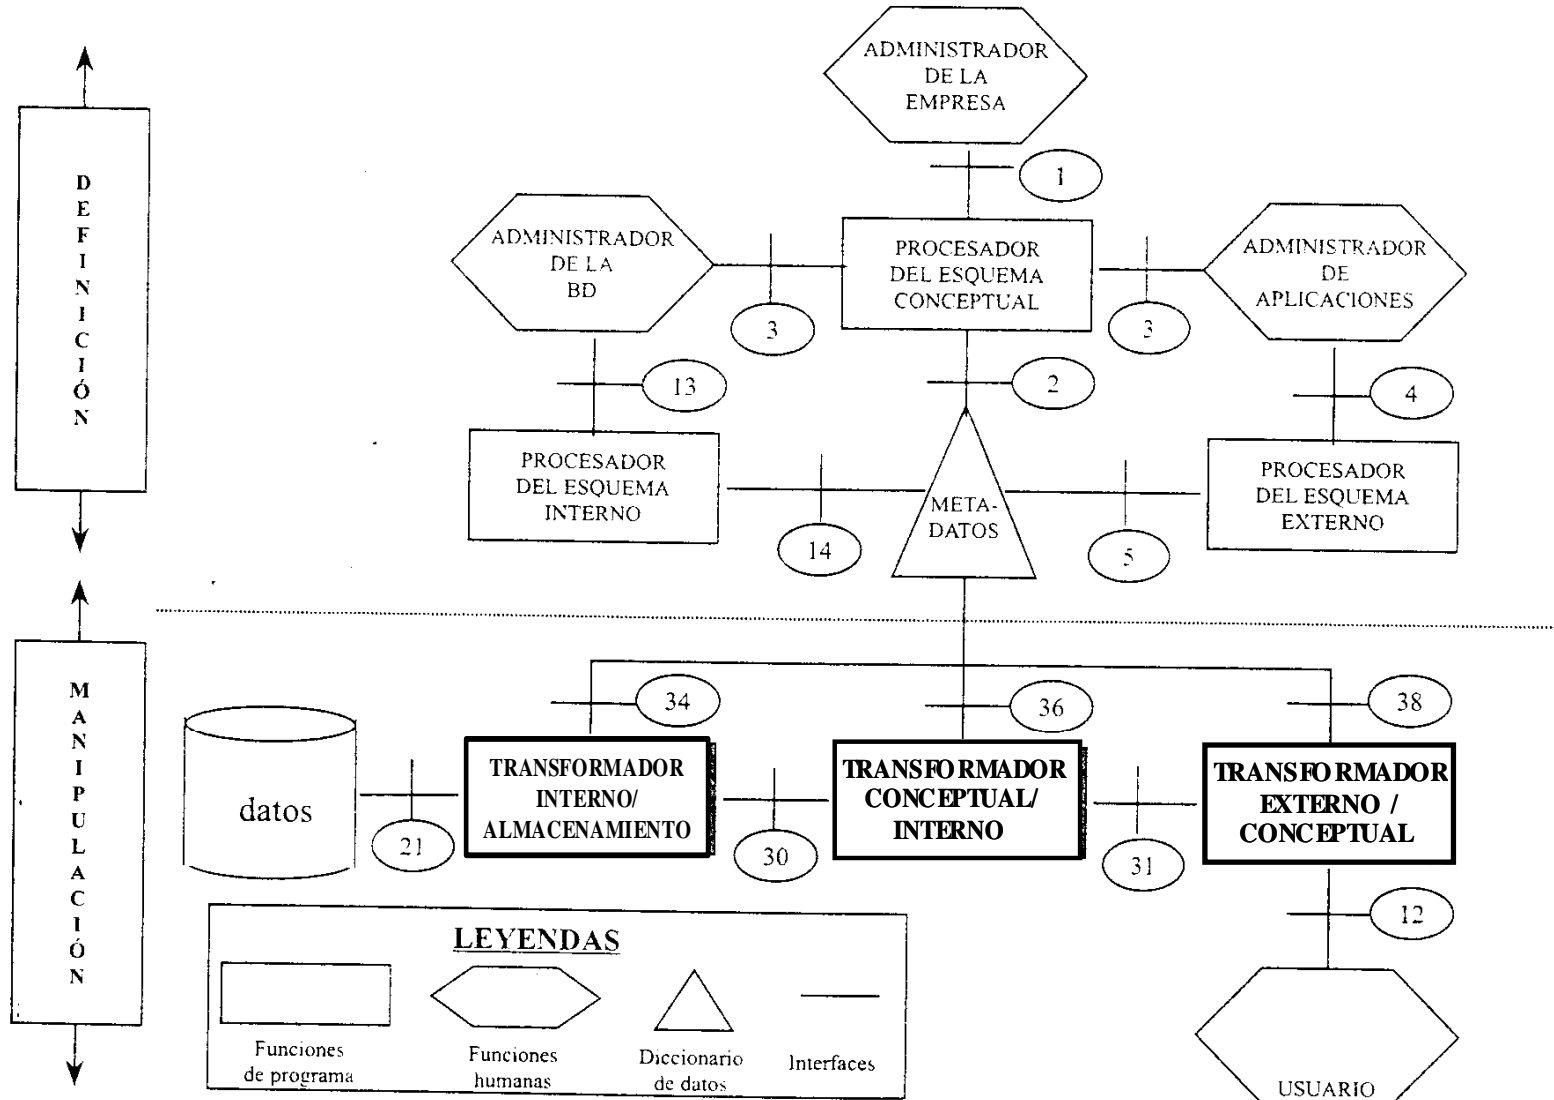 ADMINISTRADOR
DE LA
EMPRESA
1
DEFINICIÓN
ADMINISTRADOR
DE LA
BD
3
PROCESADOR
DEL ESQUEMA
CONCEPTUAL
3
ADMINISTRADOR
DE
APLICACIONES
13
2
4
PROCESADOR
DEL ESQUEMA
INTERNO
14
META-
DATOS
5
PROCESADOR
DEL ESQUEMA
EXTERNO
MANIPULACIÓN
34
36
38
datos
21
TRANSFORMADOR
INTERNO/
ALMACENAMIENTO
30
TRANSFORMADOR
CONCEPTUAL/
INTERNO
31
TRANSFORMADOR
EXTERNO /
CONCEPTUAL
12
USUARIO
LEYENDAS
Funciones
de programa
Funciones
humanas
Diccionario
de datos
Interfaces